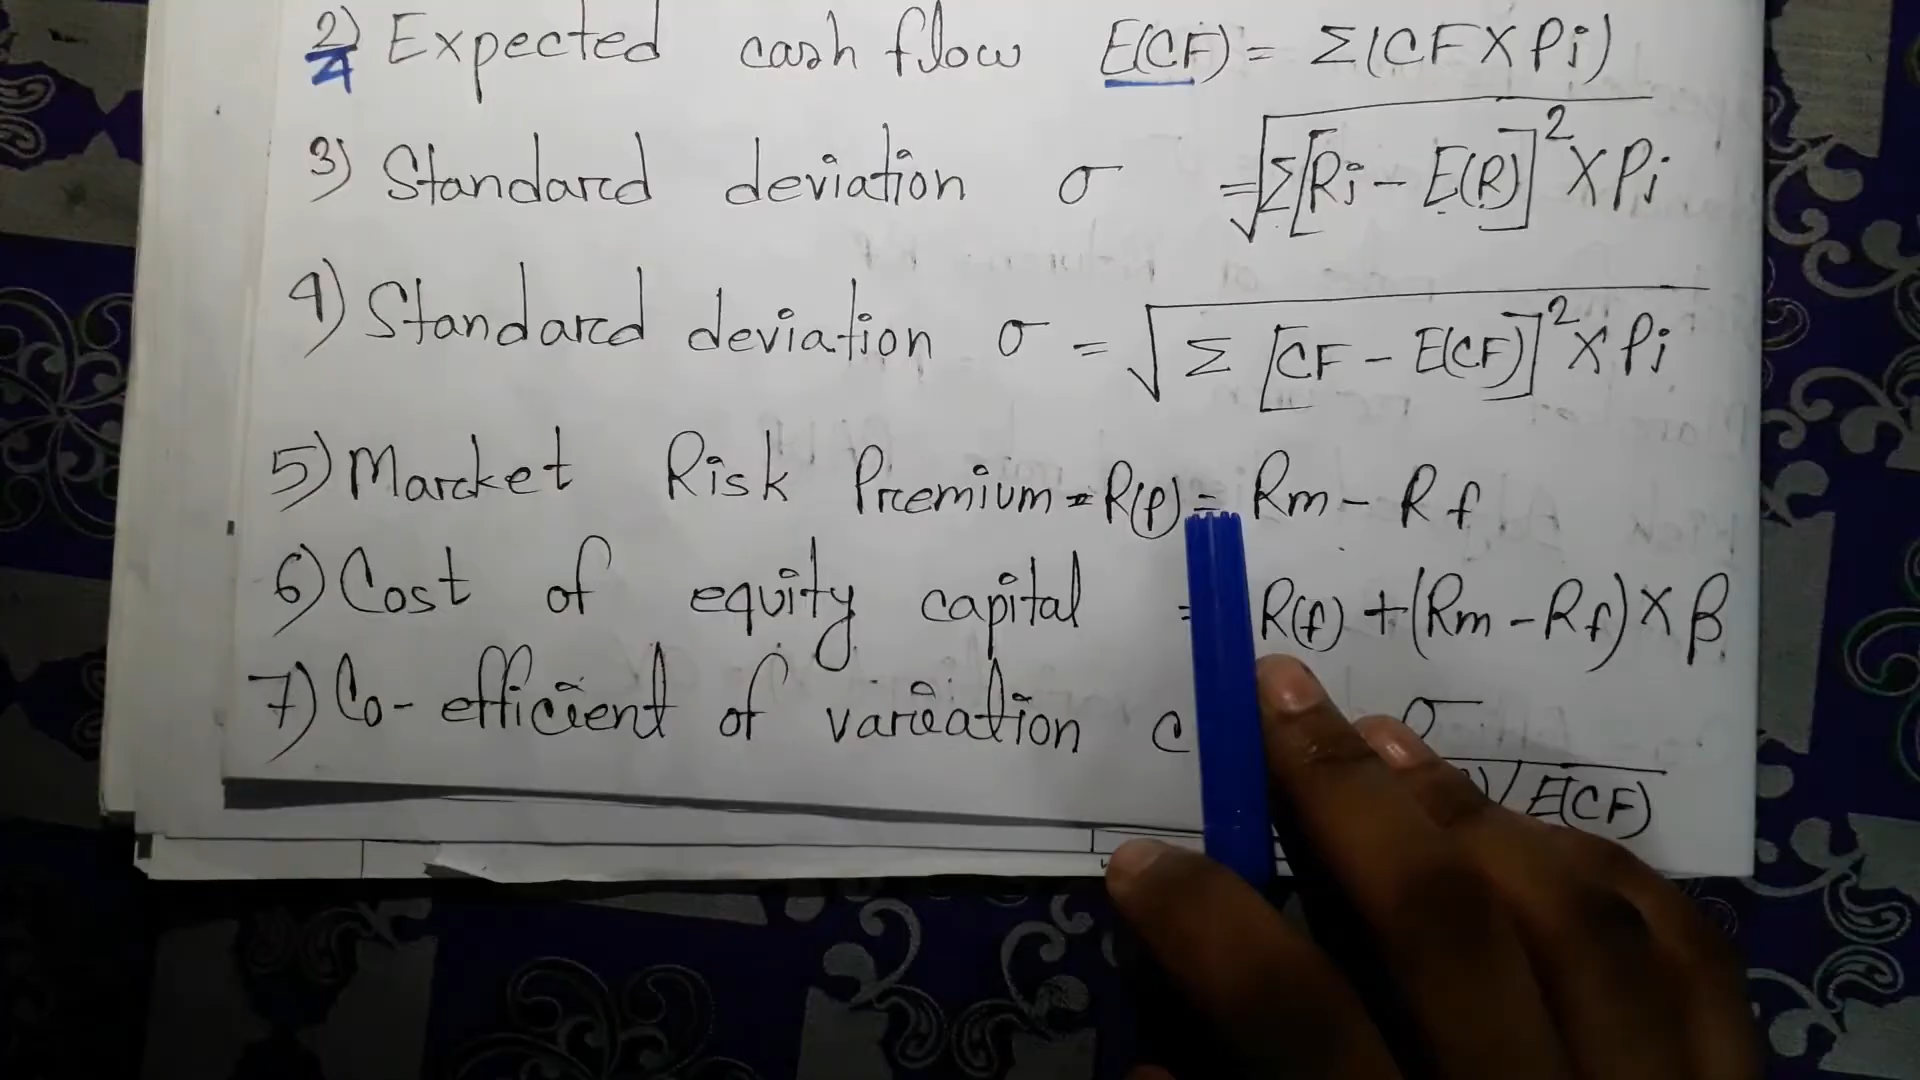 2) Expected cash flow E(CF) = Σ(CF X Pi)
3) Standard deviation σ = √Σ[Ri - E(R)]² X Pi
4) Standard deviation σ = √Σ [CF - E(CF)]² X Pi
5) Market Risk Premium = R(p) = Rm - Rf
6) Cost of equity capital = R(f) + (Rm - Rf) X β
7) Co-efficient of variation c σ
/ E(CF)